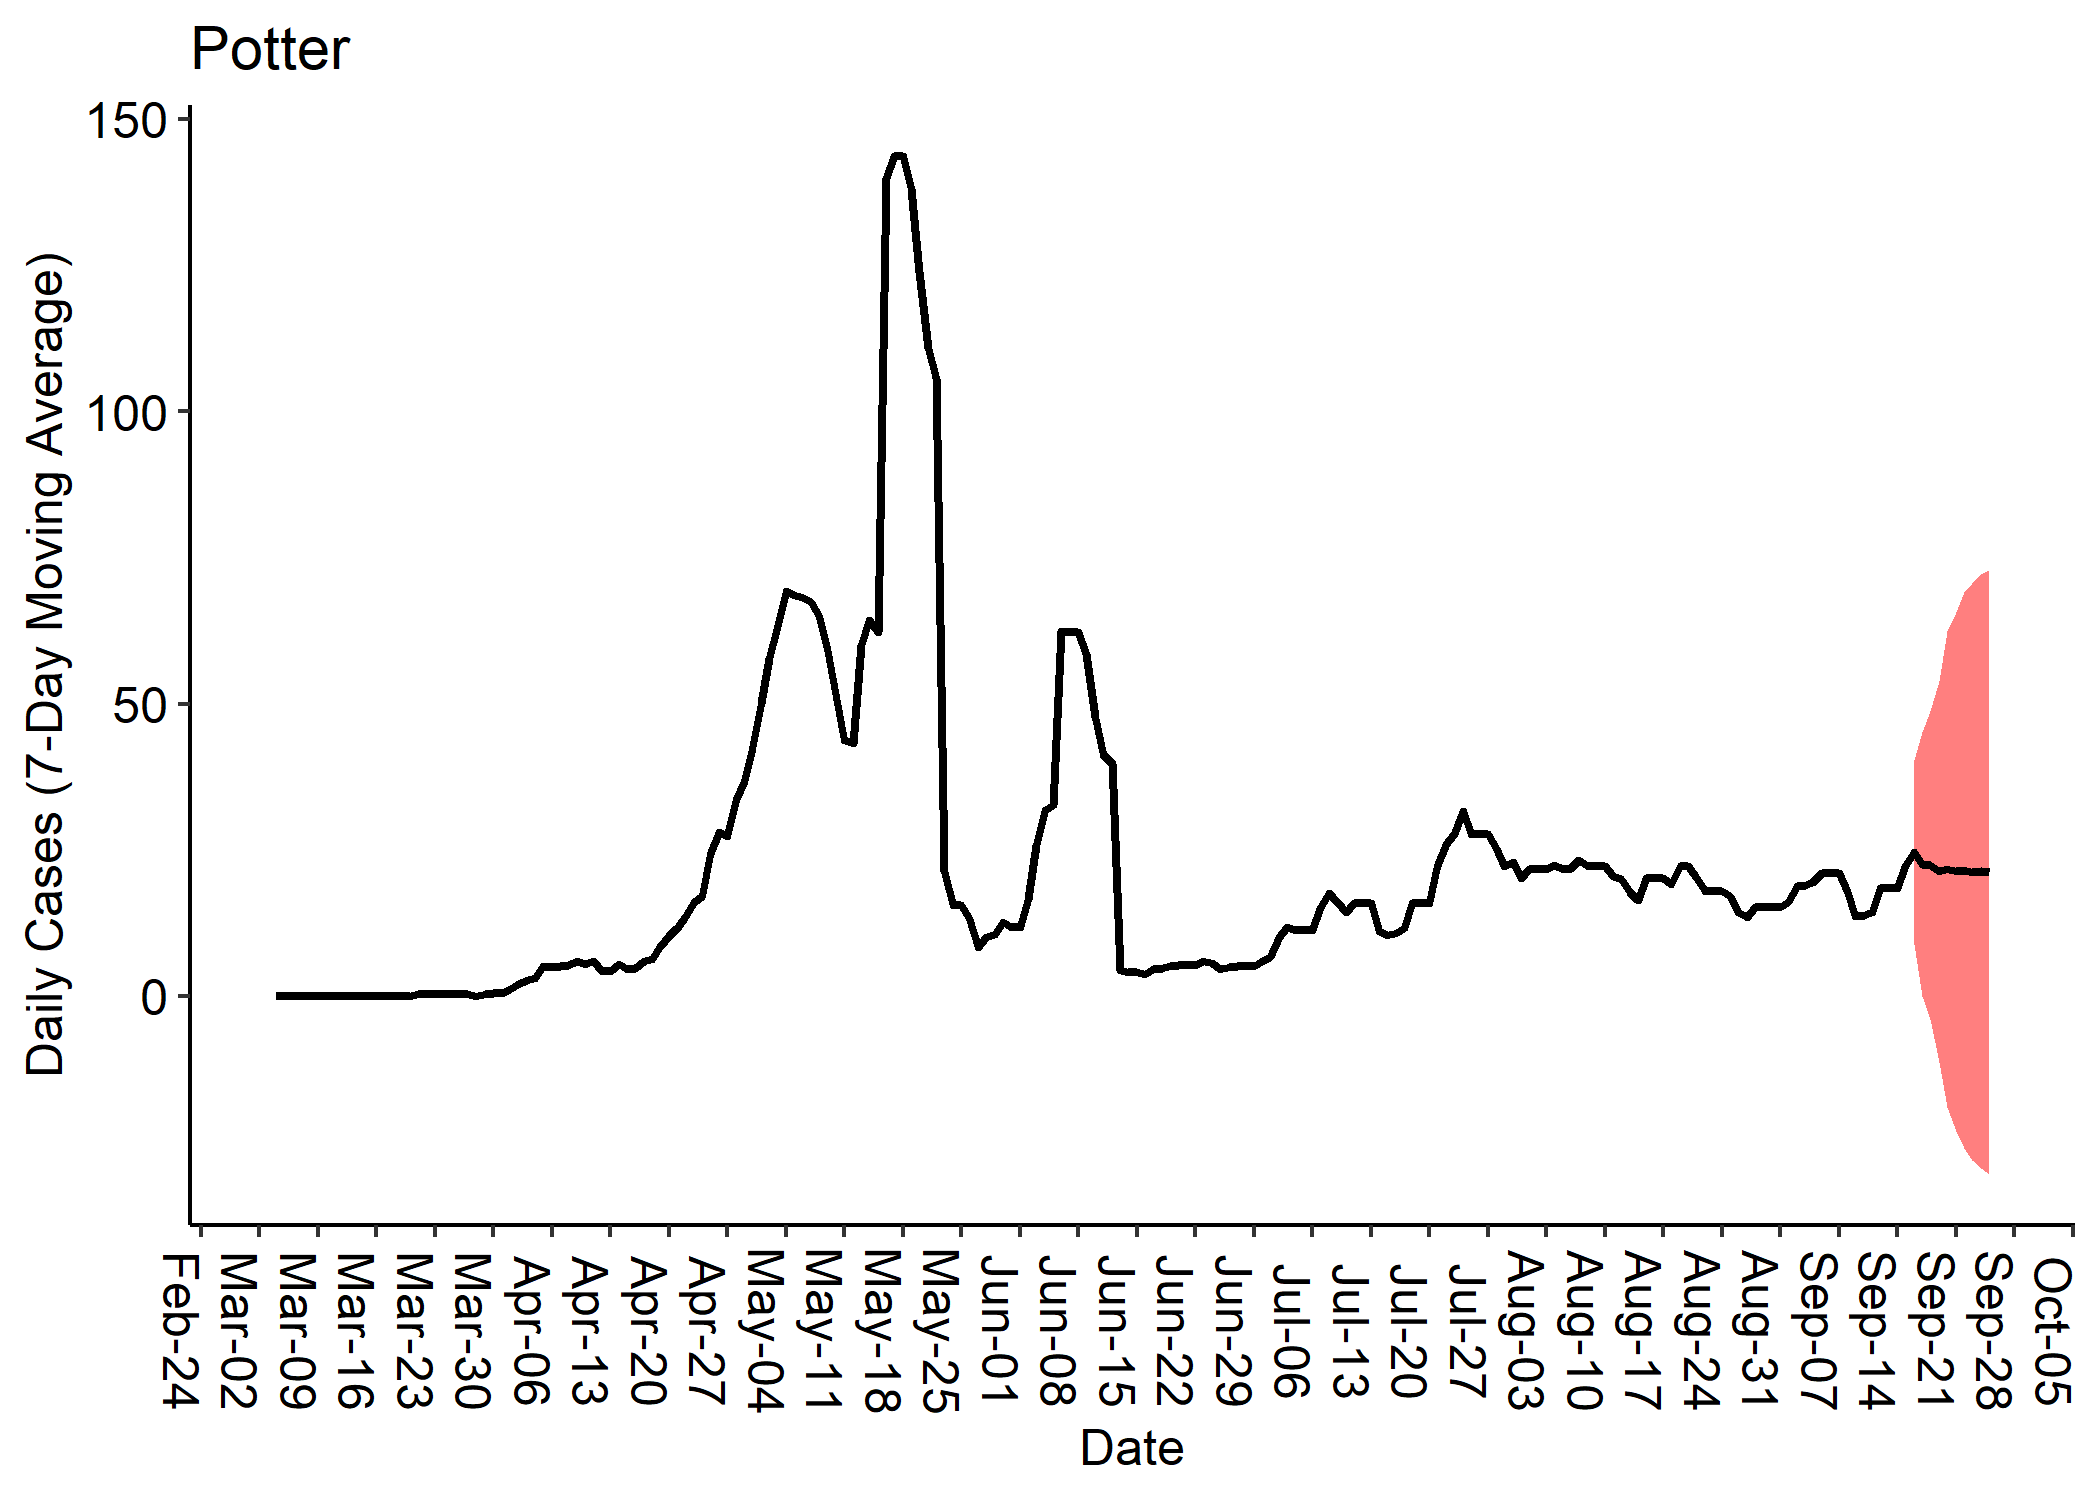 Potter
Daily Cases (7-Day Moving Average)
150
100
50
0
Feb-24
Mar-02
Mar-09
Mar-16
Mar-23
Mar-30
Apr-06
Apr-13
Apr-20
Apr-27
May-04
May-11
May-18
May-25
Jun-01
Jun-08
Jun-15
Jun-22
Jun-29
Jul-06
Jul-13
Jul-20
Jul-27
Aug-03
Aug-10
Aug-17
Aug-24
Aug-31
Sep-07
Sep-14
Sep-21
Sep-28
Oct-05
Date